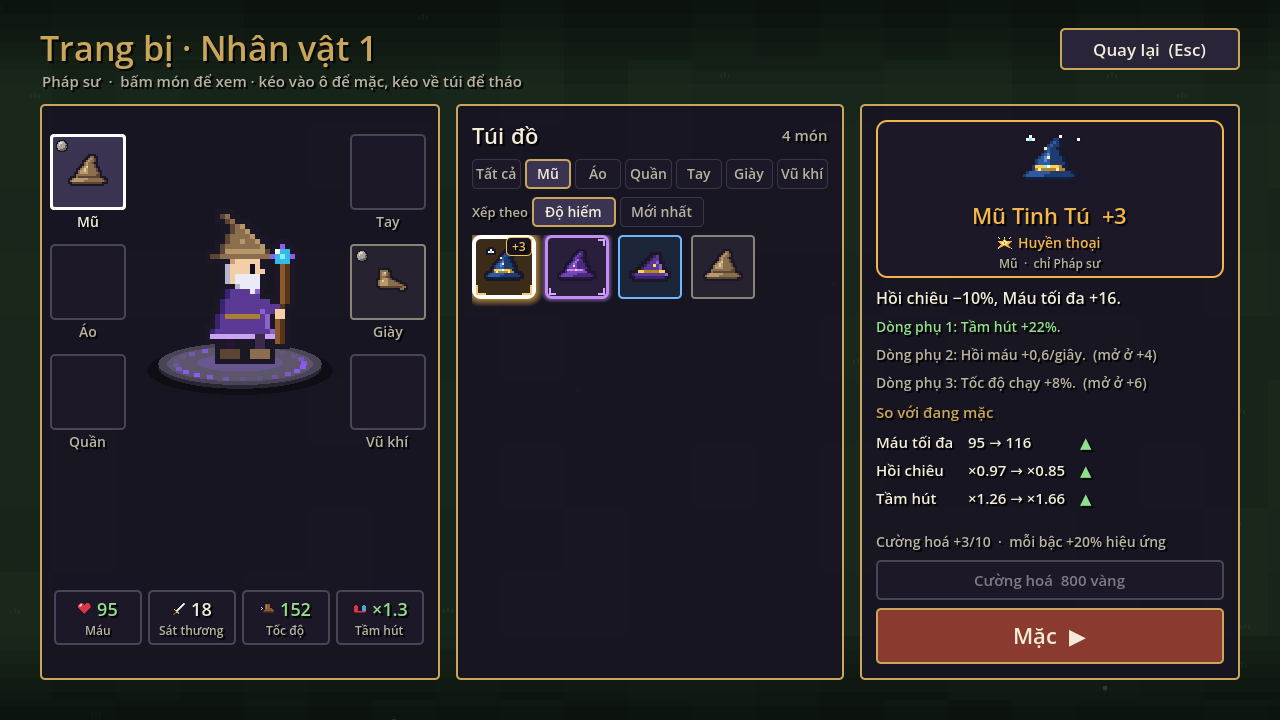 Trang bị · Nhân vật 1
Quay lại (Esc)
Pháp sư · bấm món để xem · kéo vào ô để mặc, kéo về túi để tháo
Mũ
Áo
Quần
Tay
Giày
Vũ khí
95
Máu
18
Sát thương
152
Tốc độ
×1.3
Tầm hút
Túi đồ
4 món
Tất cả
Mũ
Áo
Quần
Tay
Giày
Vũ khí
Xếp theo
Độ hiếm
Mới nhất
+3
Mũ Tinh Tú +3
Huyền thoại
Mũ · chỉ Pháp sư
Hồi chiêu −10%, Máu tối đa +16.
Dòng phụ 1: Tầm hút +22%.
Dòng phụ 2: Hồi máu +0,6/giây. (mở ở +4)
Dòng phụ 3: Tốc độ chạy +8%. (mở ở +6)
So với đang mặc
Máu tối đa 95 → 116 ▲
Hồi chiêu ×0.97 → ×0.85 ▲
Tầm hút ×1.26 → ×1.66 ▲
Cường hoá +3/10 · mỗi bậc +20% hiệu ứng
Cường hoá 800 vàng
Mặc ▶